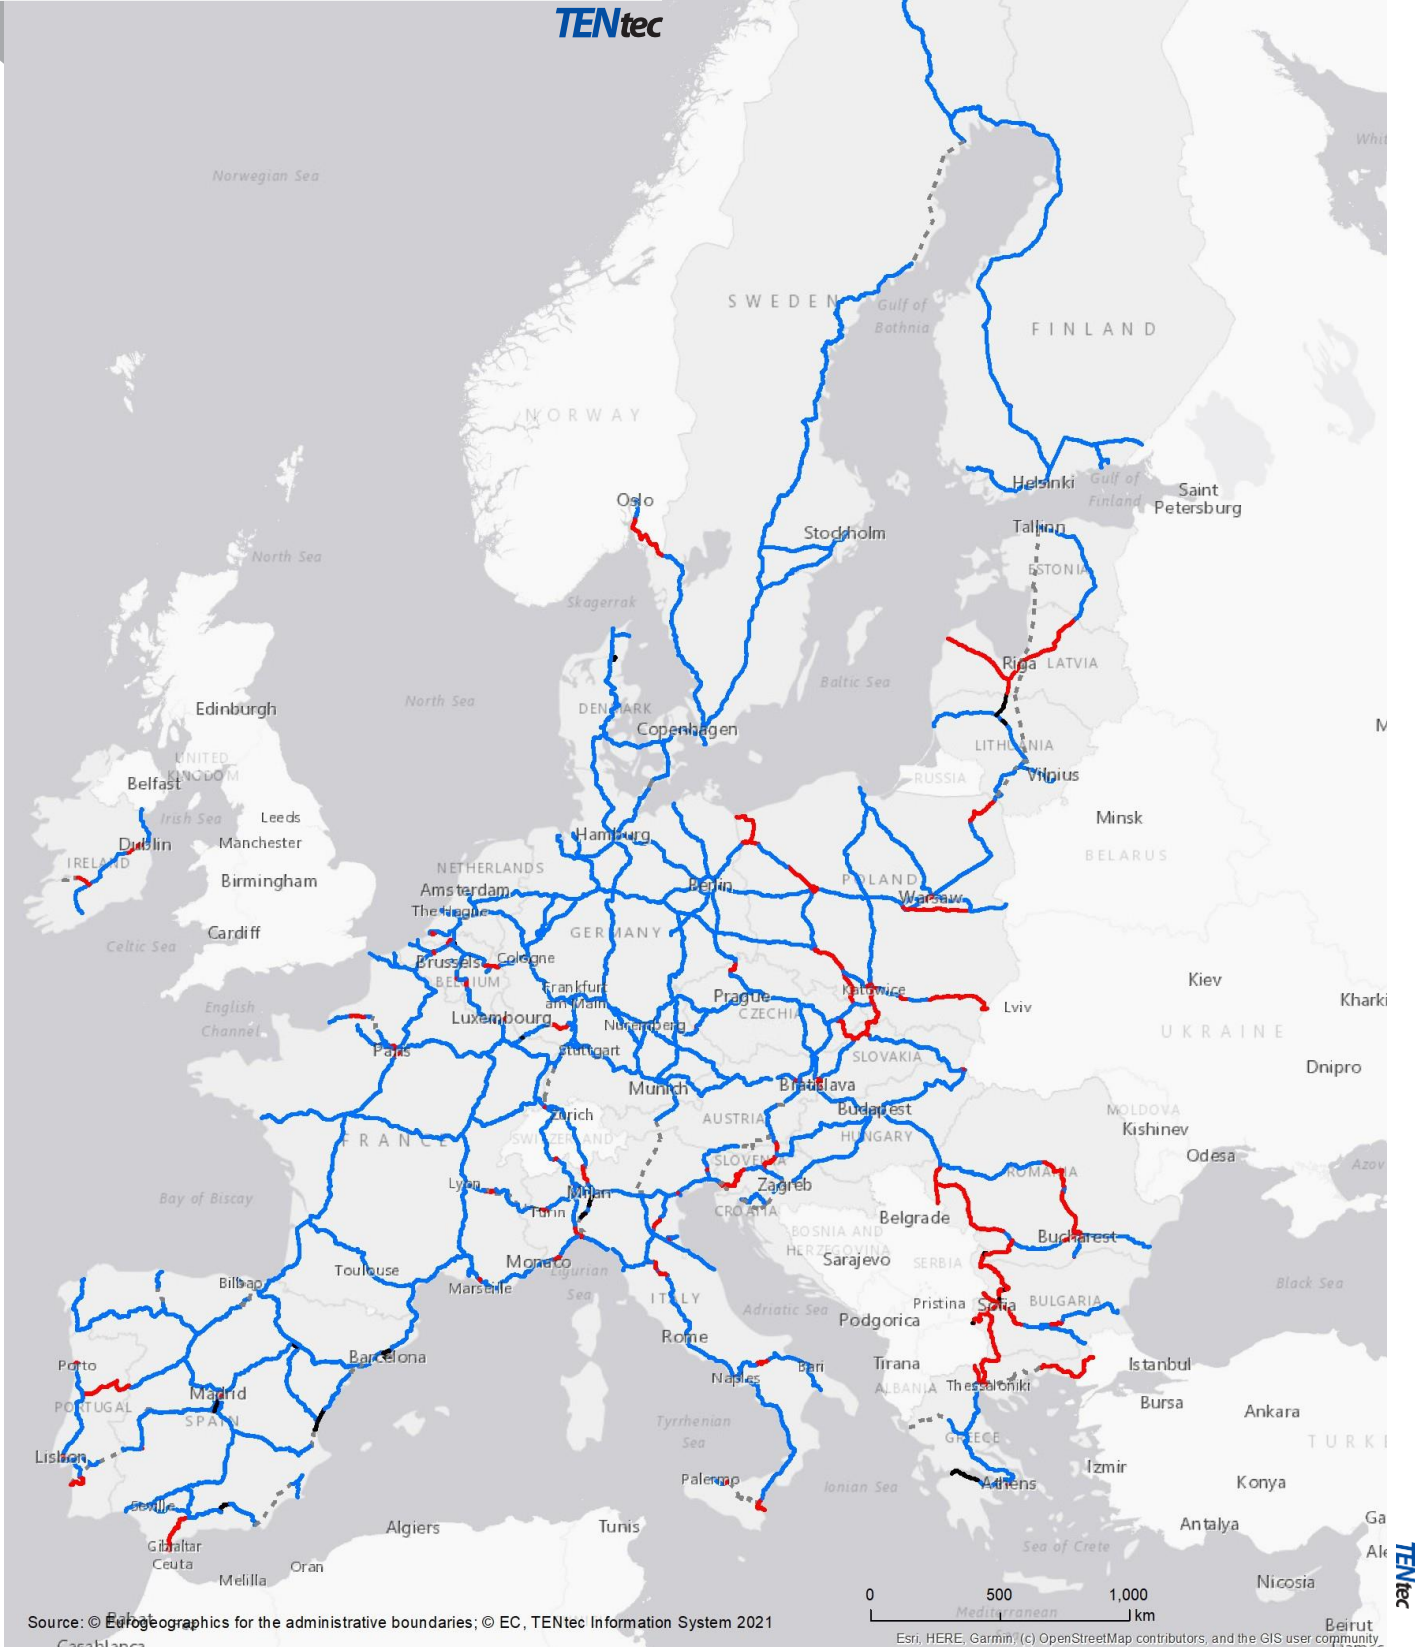 TENtec
Whit
Norwegian Sea
SWEDEN
Gulf of
Bothnia
FINLAND
NORWAY
Oslo
Helsinki
Gulf of
Finland
Saint
Petersburg
Stockholm
Tallinn
North Sea
ESTONIA
Skagerrak
Riga
LATVIA
Baltic Sea
North Sea
Edinburgh
DENMARK
Copenhagen
M
LITHUANIA
UNITED
KINGDOM
RUSSIA
Vilnius
Belfast
Irish Sea
Leeds
Minsk
Dublin
Manchester
Hamburg
BELARUS
IRELAND
NETHERLANDS
Birmingham
Amsterdam
Berlin
POLAND
Warsaw
The Hague
Cardiff
GERMANY
Celtic Sea
Brussels
Cologne
BELGIUM
Frankfurt
am Main
Prague
Katowice
Kiev
Kharki
English
Channel
Luxembourg
Nuremberg
CZECHIA
Lviv
UKRAINE
Paris
Stuttgart
SLOVAKIA
Dnipro
Munich
Bratislava
Zürich
AUSTRIA
Budapest
MOLDOVA
Kishinev
FRANCE
SWITZERLAND
HUNGARY
Odesa
Azov
SLOVENIA
ROMANIA
Lyon
Milan
Zagreb
Bay of Biscay
Turin
CROATIA
Belgrade
Bucharest
BOSNIA AND
HERZEGOVINA
Toulouse
Monaco
Sarajevo
SERBIA
Ligurian
Sea
Bilbao
Marseille
Black Sea
ITALY
Adriatic Sea
Pristina
Sofia
BULGARIA
Podgorica
Rome
Porto
Barcelona
Bari
Tirana
Istanbul
Naples
Madrid
ALBANIA
Thessaloniki
PORTUGAL
SPAIN
Bursa
Ankara
Tyrrhenian
Sea
GREECE
TURKE
Lisbon
Izmir
Palermo
Ionian Sea
Athens
Konya
Seville
Algiers
Tunis
Antalya
Ga
Gibraltar
Ceuta
Oran
Sea of Crete
Ale
Melilla
Nicosia
TENtec
0 500 1,000
km
Mediterranean
Source: © Eurogeographics for the administrative boundaries; © EC, TENtec Information System 2021
Rabat
Beirut
Casablanca
Esri, HERE, Garmin, (c) OpenStreetMap contributors, and the GIS user community